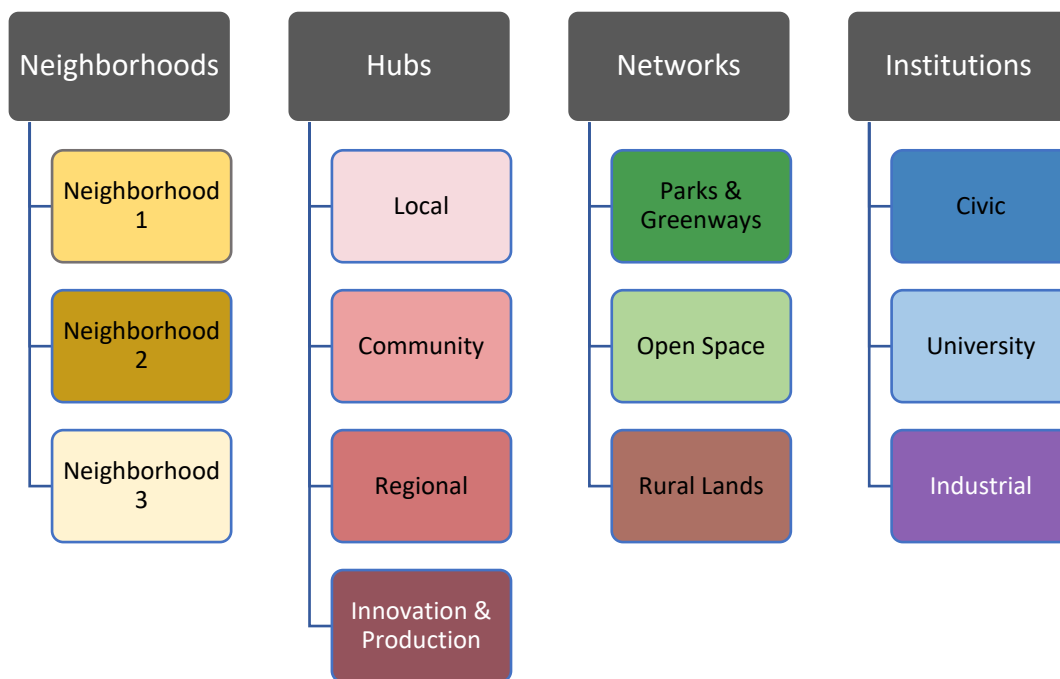 Neighborhoods
Neighborhood
1
Neighborhood
2
Neighborhood
3
Hubs
Local
Community
Regional
Innovation &
Production
Networks
Parks &
Greenways
Open Space
Rural Lands
Institutions
Civic
University
Industrial